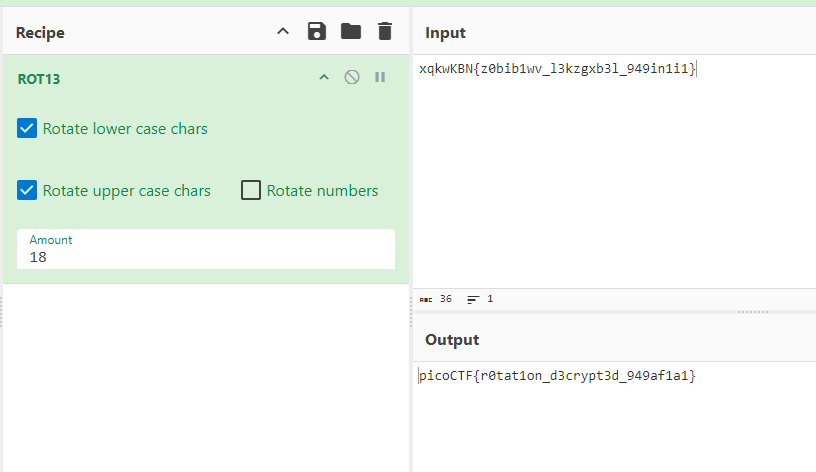 Recipe
ROT13
Rotate lower case chars
Rotate upper case chars
Rotate numbers
Amount
18
Input
xqkwKBN{z0bib1wv_l3kzgxb3l_949in1i1}
ABC 36 1
Output
picoCTF{r0tat1on_d3crypt3d_949af1a1}